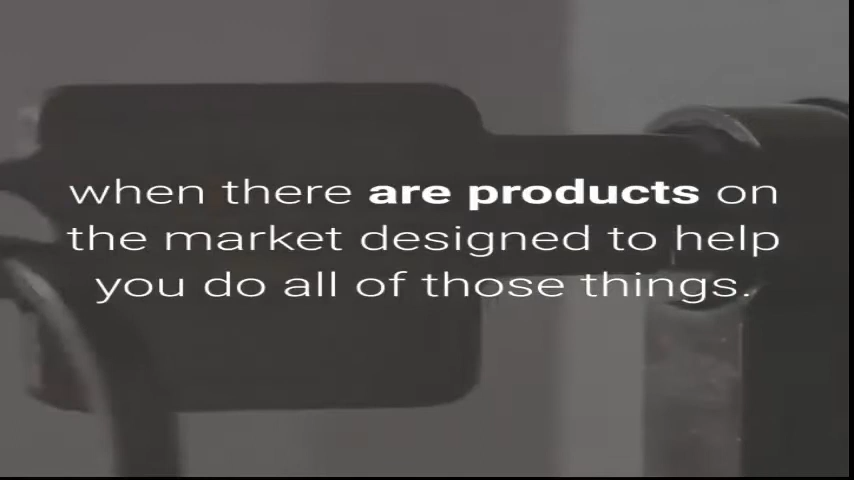 when there are products on
the market designed to help
you do all of those things.